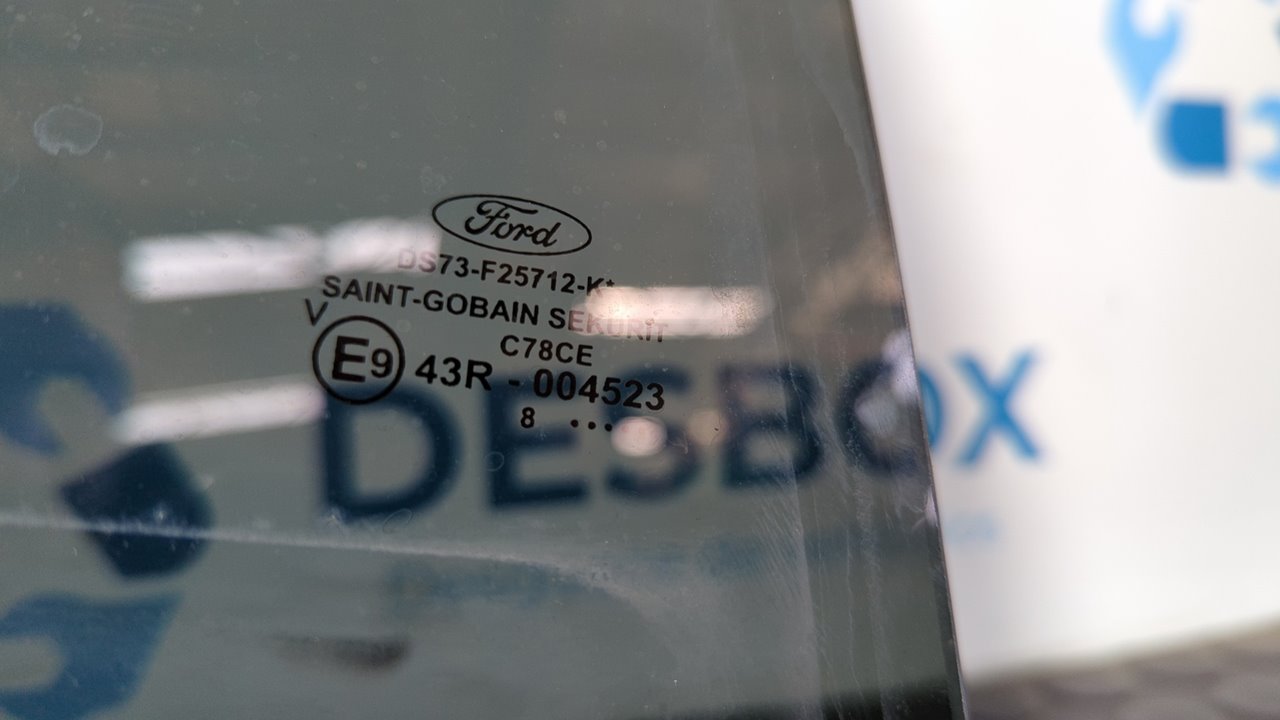 Ford
DS73-F25712-K*
SAINT-GOBAIN SEKURIT
V
C78CE
E9 43R - 004523
8 ...
DESBOX